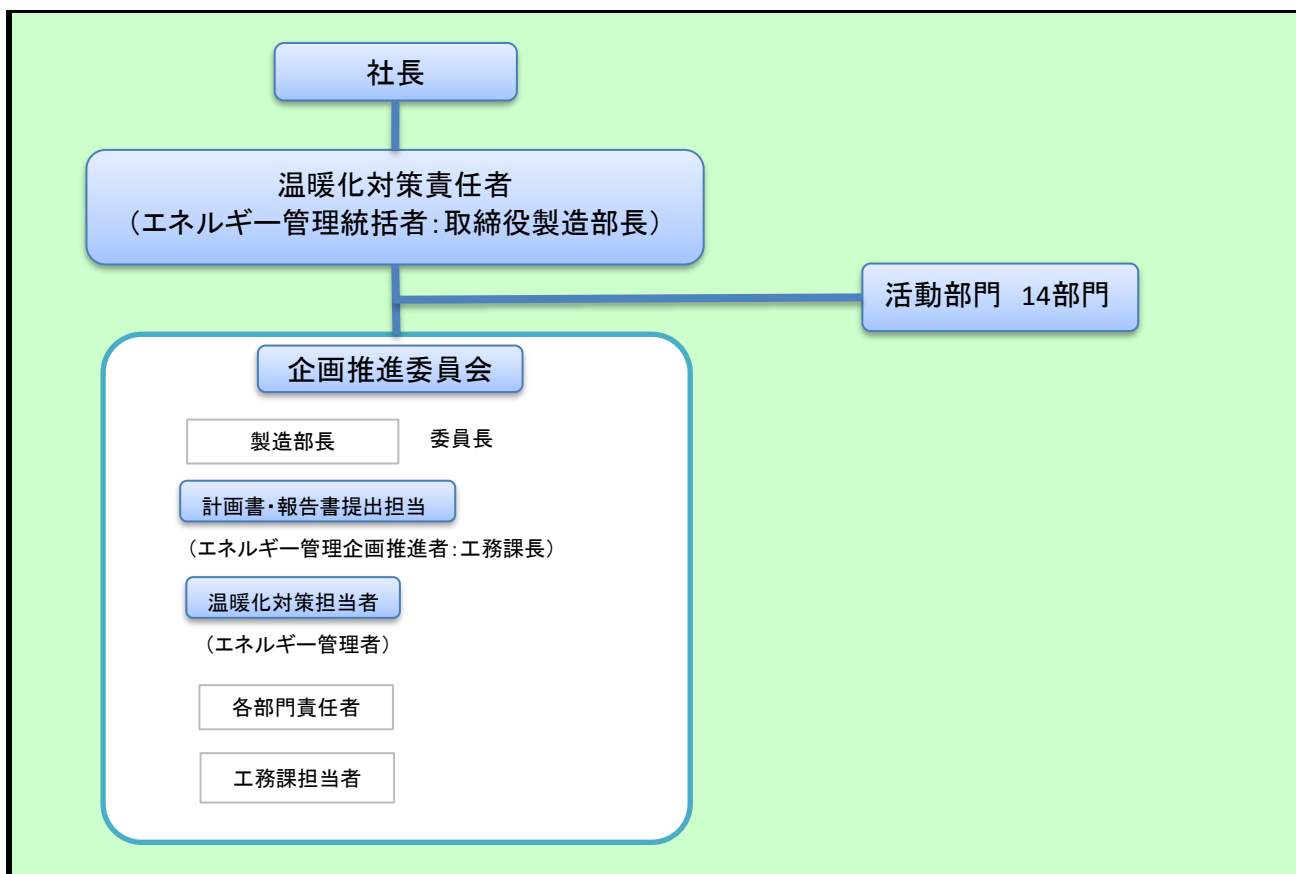 社長
温暖化対策責任者
（エネルギー管理統括者：取締役製造部長）
活動部門　14部門
企画推進委員会
製造部長　委員長
計画書・報告書提出担当
（エネルギー管理企画推進者：工務課長）
温暖化対策担当者
（エネルギー管理者）
各部門責任者
工務課担当者